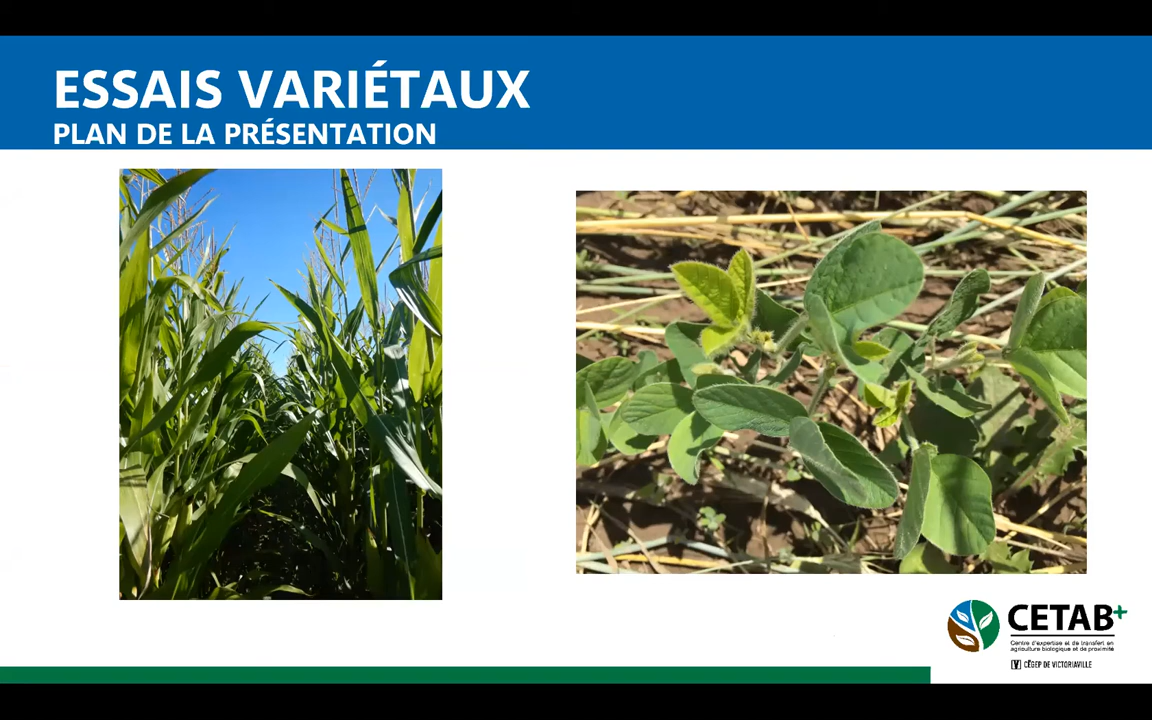 ESSAIS VARIÉTAUX
PLAN DE LA PRÉSENTATION
CETAB+
Centre d'expertise et de transfert en
agriculture biologique et de proximité
CÉGEP DE VICTORIAVILLE